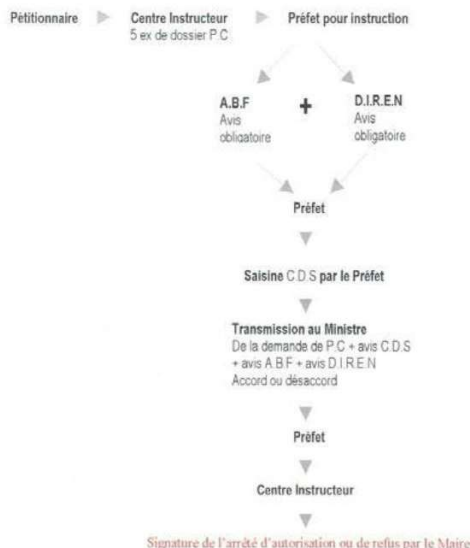 Pétitionnaire Centre Instructeur Préfet pour instruction
5 ex de dossier P C
A.B.F + D.I.R.E.N
Avis Avis
obligatoire obligatoire
Préfet
Saisine C.D.S par le Préfet
Transmission au Ministre
De la demande de P.C + avis C.D.S
+ avis A.B.F + avis D.I.R.E.N
Accord ou désaccord
Préfet
Centre Instructeur
Signature de l'arrêté d'autorisation ou de refus par le Maire